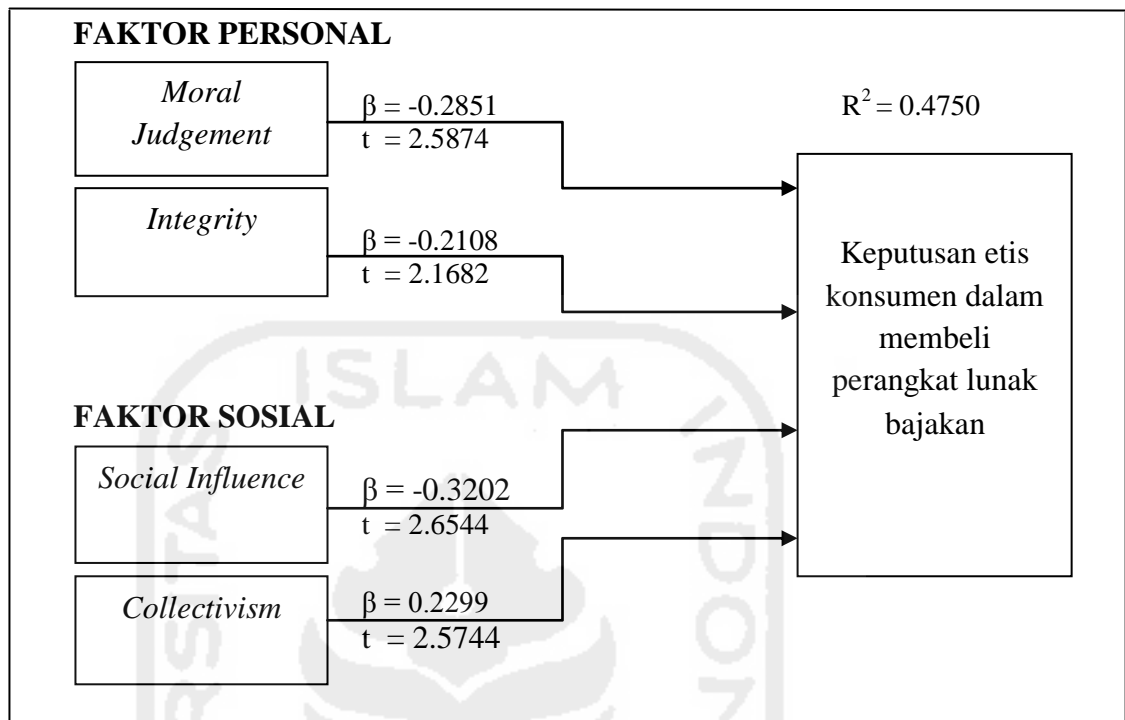 FAKTOR PERSONAL
Moral
Judgement
β = -0.2851
t = 2.5874
R² = 0.4750
Integrity
β = -0.2108
t = 2.1682
Keputusan etis
konsumen dalam
membeli
perangkat lunak
bajakan
FAKTOR SOSIAL
Social Influence
β = -0.3202
t = 2.6544
Collectivism
β = 0.2299
t = 2.5744
ISLAM